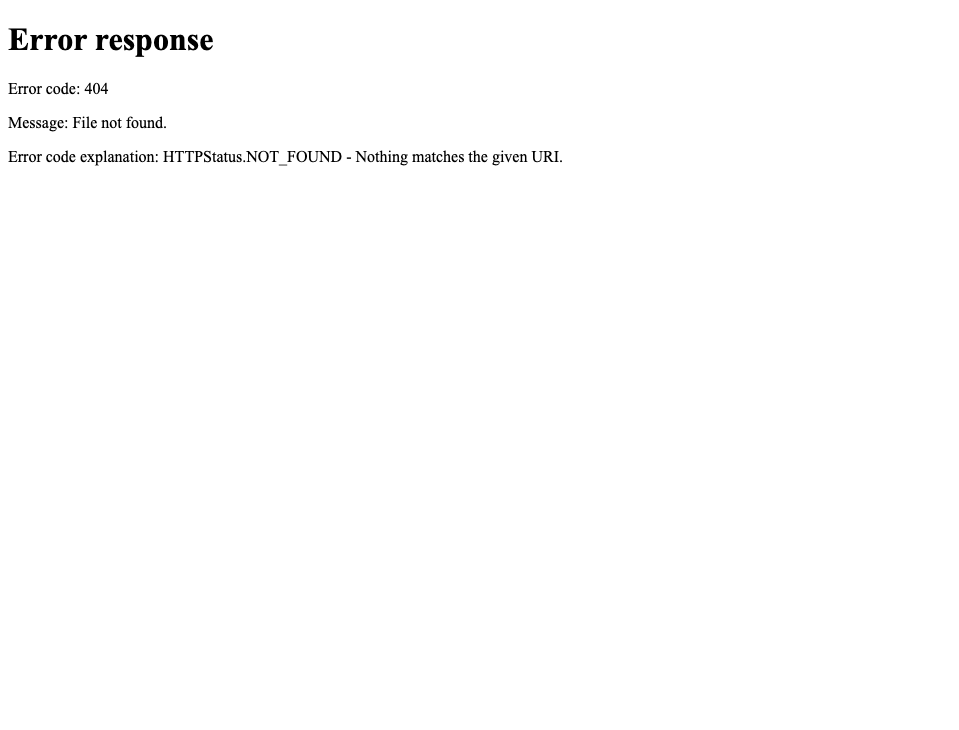 Error response
Error code: 404
Message: File not found.
Error code explanation: HTTPStatus.NOT_FOUND - Nothing matches the given URI.